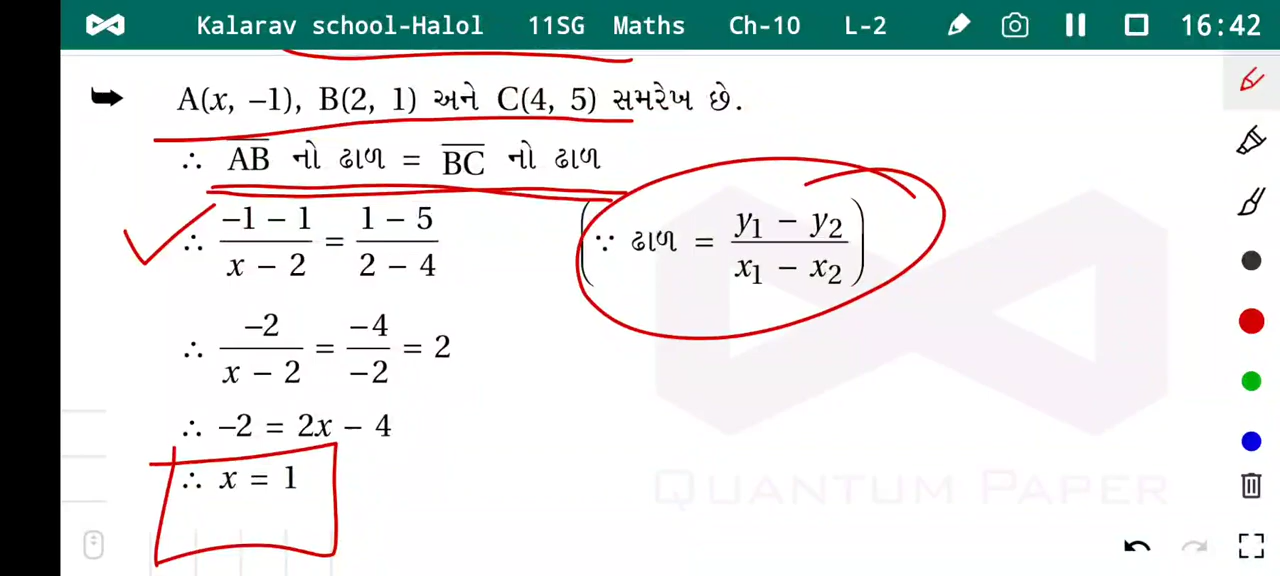 Kalarav school-Halol 11SG Maths Ch-10 L-2 16:42
A(x, −1), B(2, 1) અને C(4, 5) સમરેખ છે.
∴ A̅B̅ નો ઢાળ = B̅C̅ નો ઢાળ
∴ (−1 − 1)/(x − 2) = (1 − 5)/(2 − 4) (∵ ઢાળ = (y₁ − y₂)/(x₁ − x₂))
∴ −2/(x − 2) = −4/−2 = 2
∴ −2 = 2x − 4
∴ x = 1
QUANTUM PAPER